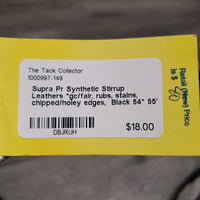 The Tack Collector
1000997-149
Supra Pr Synthetic Stirrup
Leathers *gc/fair, rubs, stains,
chipped/holey edges, Black 54" 55"
DBJRUH
$18.00
Retail (New) Price
is $ 40